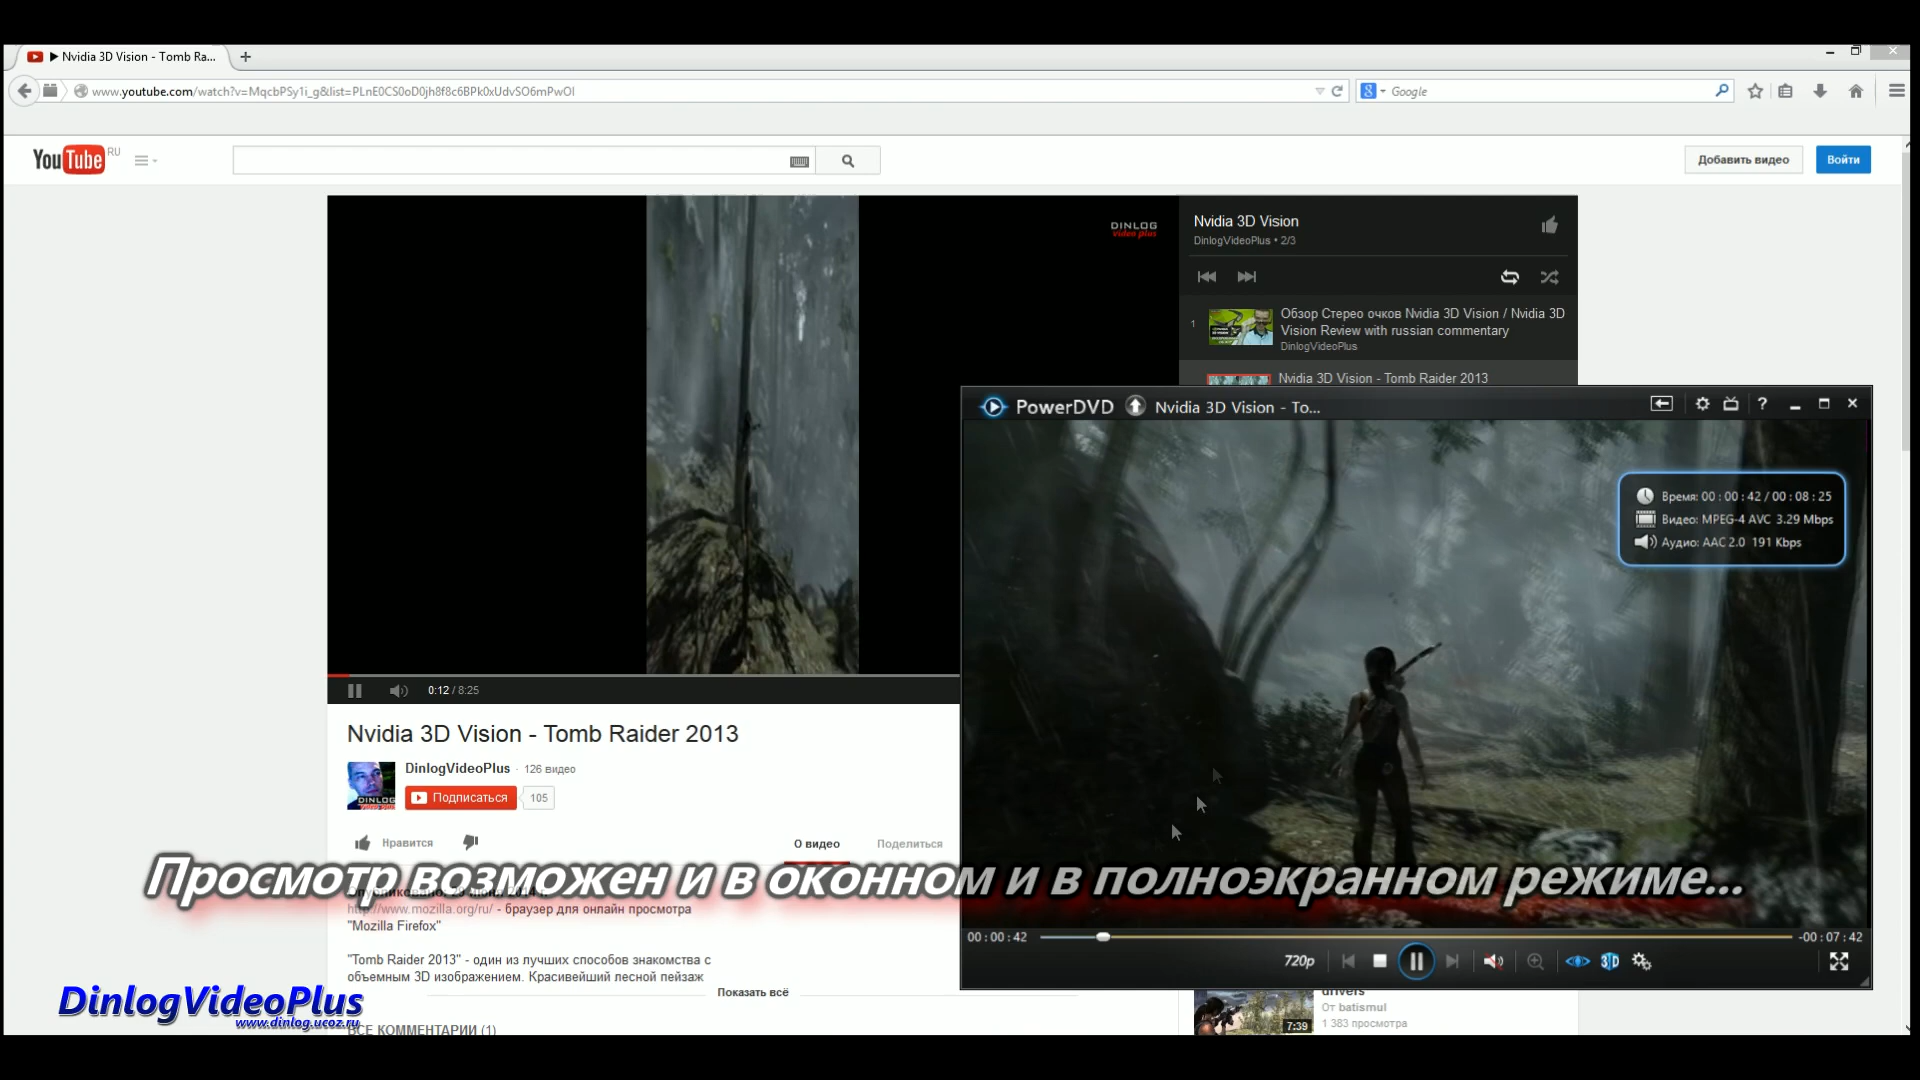 ▶ Nvidia 3D Vision - Tomb Ra...
www.youtube.com/watch?v=MqcbPSy1i_g&list=PLnE0CS0oD0jh8f8c6BPk0xUdvSO6mPwOI
Google
YouTube RU
Добавить видео
Войти
DINLOG
video plus
Nvidia 3D Vision
DinlogVideoPlus • 2/3
1
Обзор Стерео очков Nvidia 3D Vision / Nvidia 3D
Vision Review with russian commentary
DinlogVideoPlus
Nvidia 3D Vision - Tomb Raider 2013
PowerDVD
Nvidia 3D Vision - To...
Время: 00 : 00 : 42 / 00 : 08 : 25
Видео: MPEG-4 AVC 3.29 Mbps
Аудио: AAC 2.0 191 Kbps
0:12 / 8:25
Nvidia 3D Vision - Tomb Raider 2013
DinlogVideoPlus · 126 видео
Подписаться 105
Нравится
О видео
Поделиться
Просмотр возможен и в оконном и в полноэкранном режиме...
http://www.mozilla.org/ru/ - браузер для онлайн просмотра
"Mozilla Firefox"
"Tomb Raider 2013" - один из лучших способов знакомства с
объемным 3D изображением. Красивейший лесной пейзаж
Показать всё
ВСЕ КОММЕНТАРИИ (1)
00 : 00 : 42
-00 : 07 : 42
720p
3D
drivers
От batismul
1 383 просмотра
7:39
DinlogVideoPlus
www.dinlog.ucoz.ru